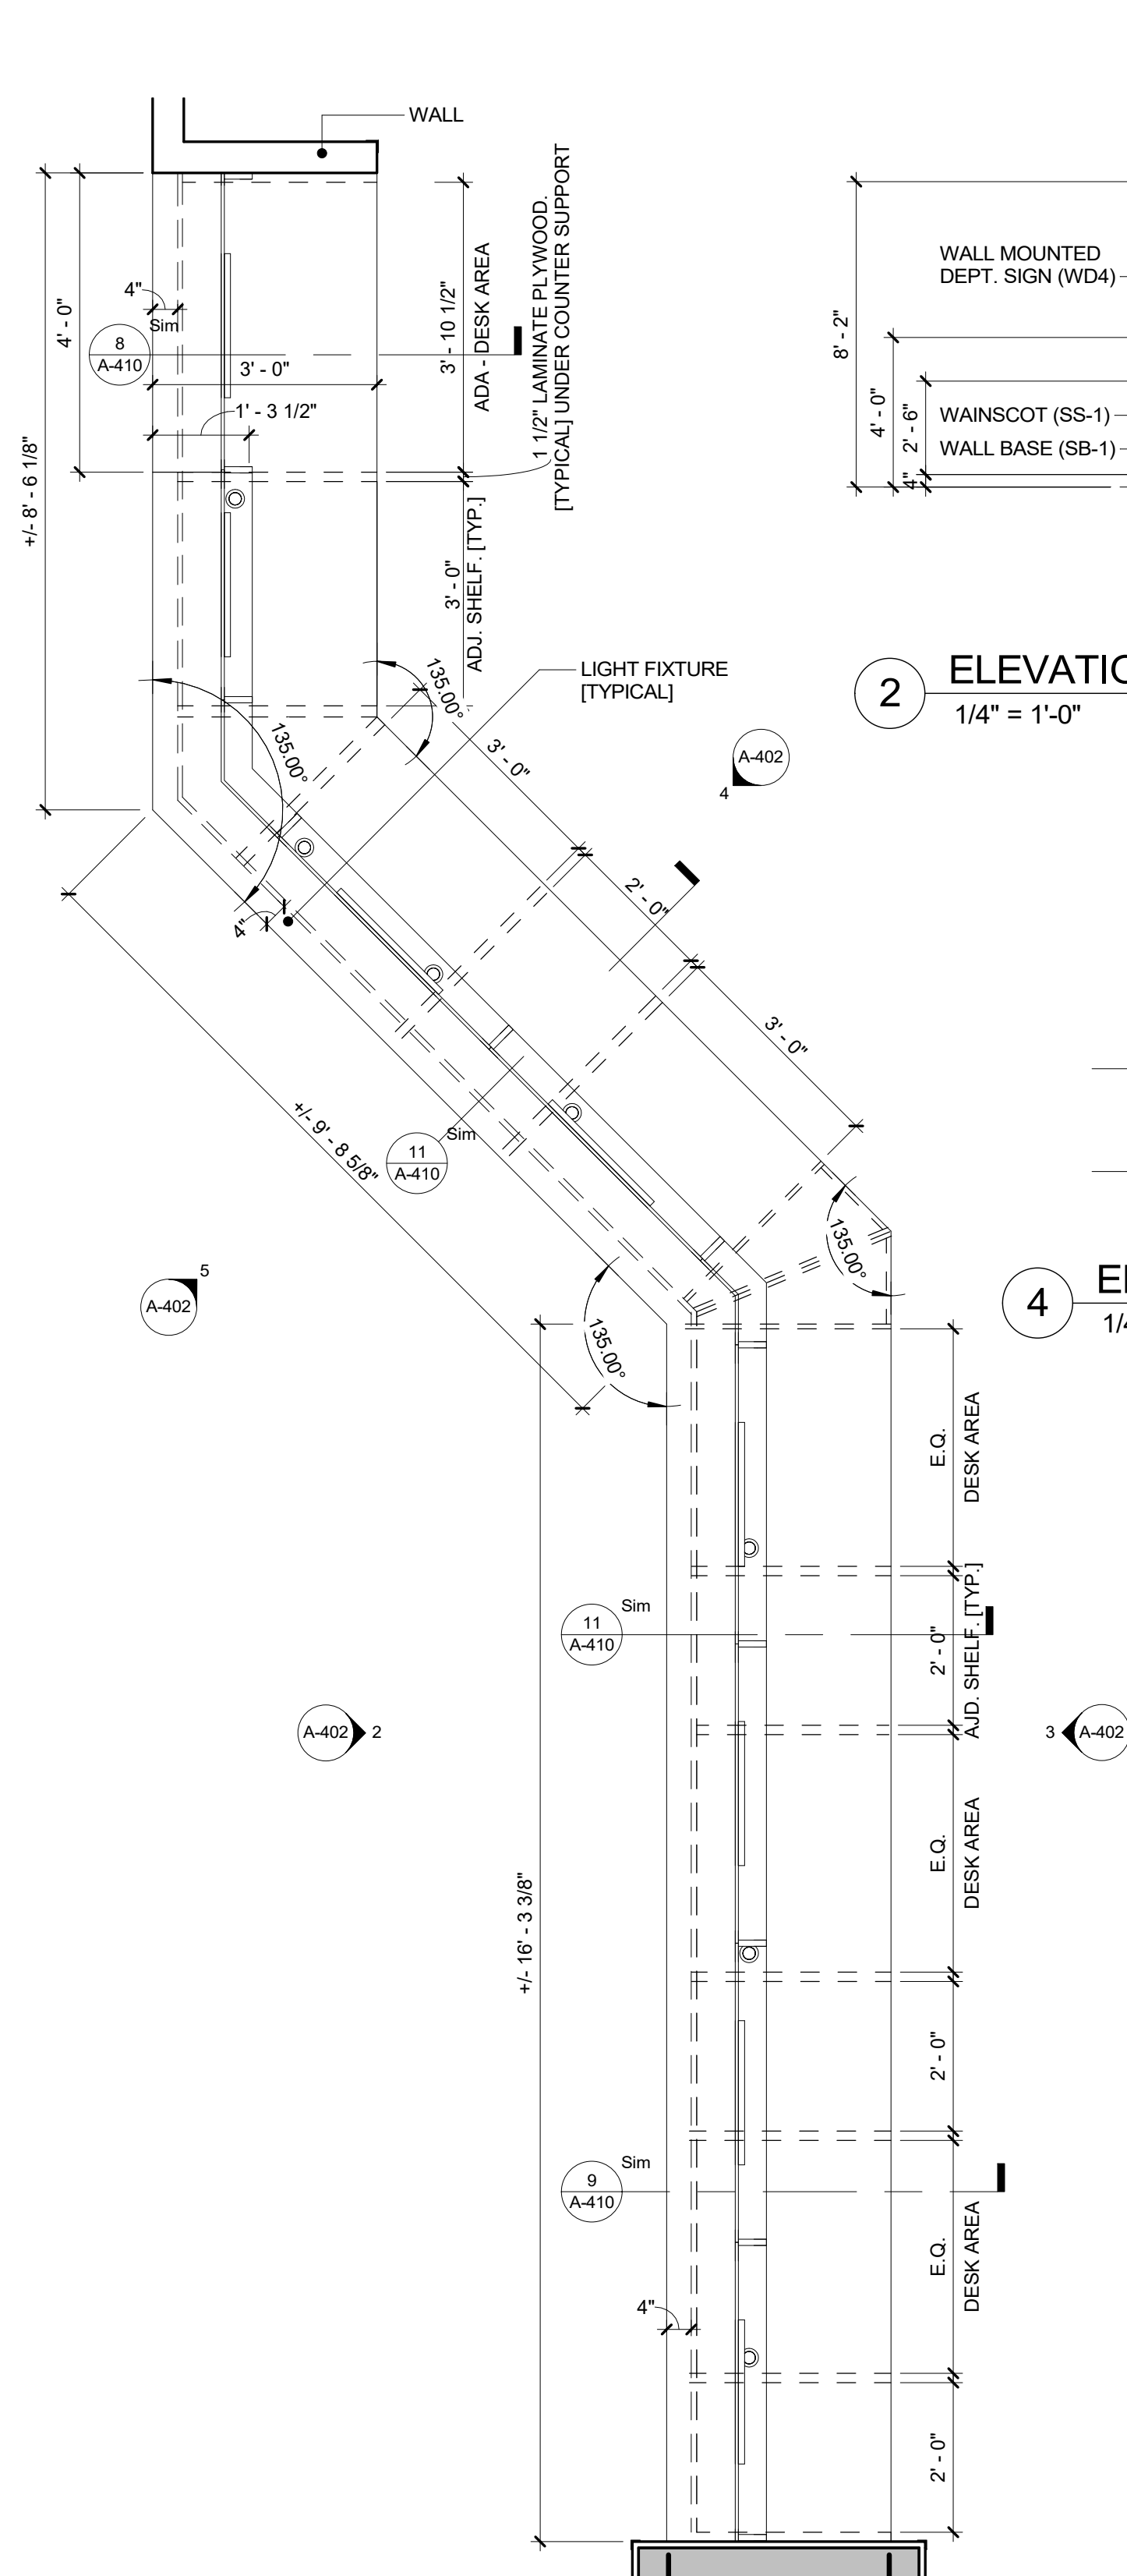 WALL
1 1/2" LAMINATE PLYWOOD.
[TYPICAL] UNDER COUNTER SUPPORT
4' - 0"
+/- 8' - 6 1/8"
4"
Sim
8
A-410
3' - 0"
1' - 3 1/2"
3' - 10 1/2"
ADA - DESK AREA
3' - 0"
ADJ. SHELF. [TYP.]
WALL MOUNTED
DEPT. SIGN (WD4)
8' - 2"
4' - 0"
2' - 6"
4"
WAINSCOT (SS-1)
WALL BASE (SB-1)
135.00°
135.00°
LIGHT FIXTURE
[TYPICAL]
2
ELEVATIO
1/4" = 1'-0"
3' - 0"
A-402
4
2' - 0"
4"
3' - 0"
+/- 9' - 8 5/8"
Sim
11
A-410
135.00°
5
A-402
135.00°
4
1/4
E.Q.
DESK AREA
Sim
11
A-410
2' - 0"
AJD. SHELF. [TYP.]
A-402
2
3
A-402
E.Q.
DESK AREA
+/- 16' - 3 3/8"
2' - 0"
Sim
9
A-410
E.Q.
DESK AREA
4"
2' - 0"